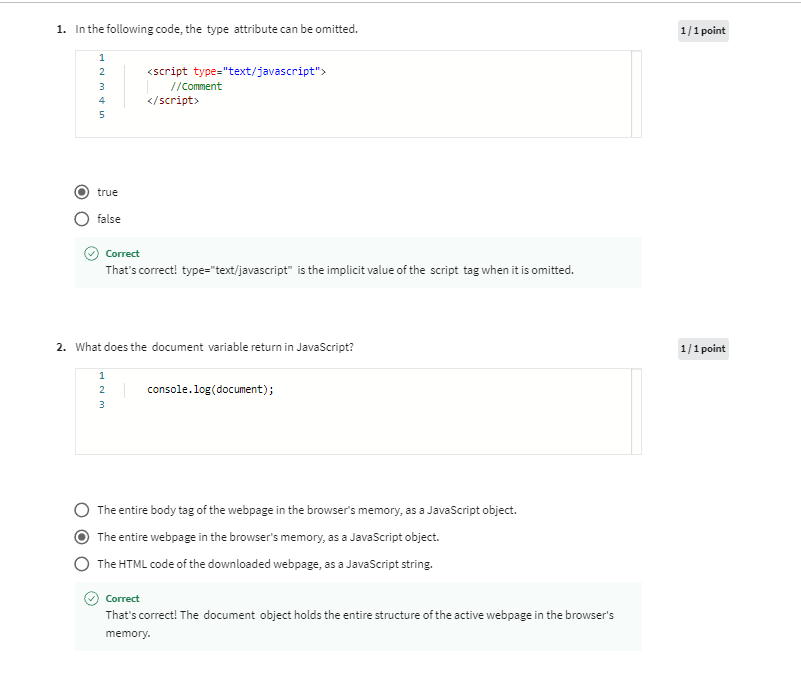 1. In the following code, the type attribute can be omitted.
1 / 1 point
1
2 <script type="text/javascript">
3 //Comment
4 </script>
5
true
false
Correct
That's correct! type="text/javascript" is the implicit value of the script tag when it is omitted.
2. What does the document variable return in JavaScript?
1 / 1 point
1
2 console.log(document);
3
The entire body tag of the webpage in the browser's memory, as a JavaScript object.
The entire webpage in the browser's memory, as a JavaScript object.
The HTML code of the downloaded webpage, as a JavaScript string.
Correct
That's correct! The document object holds the entire structure of the active webpage in the browser's
memory.